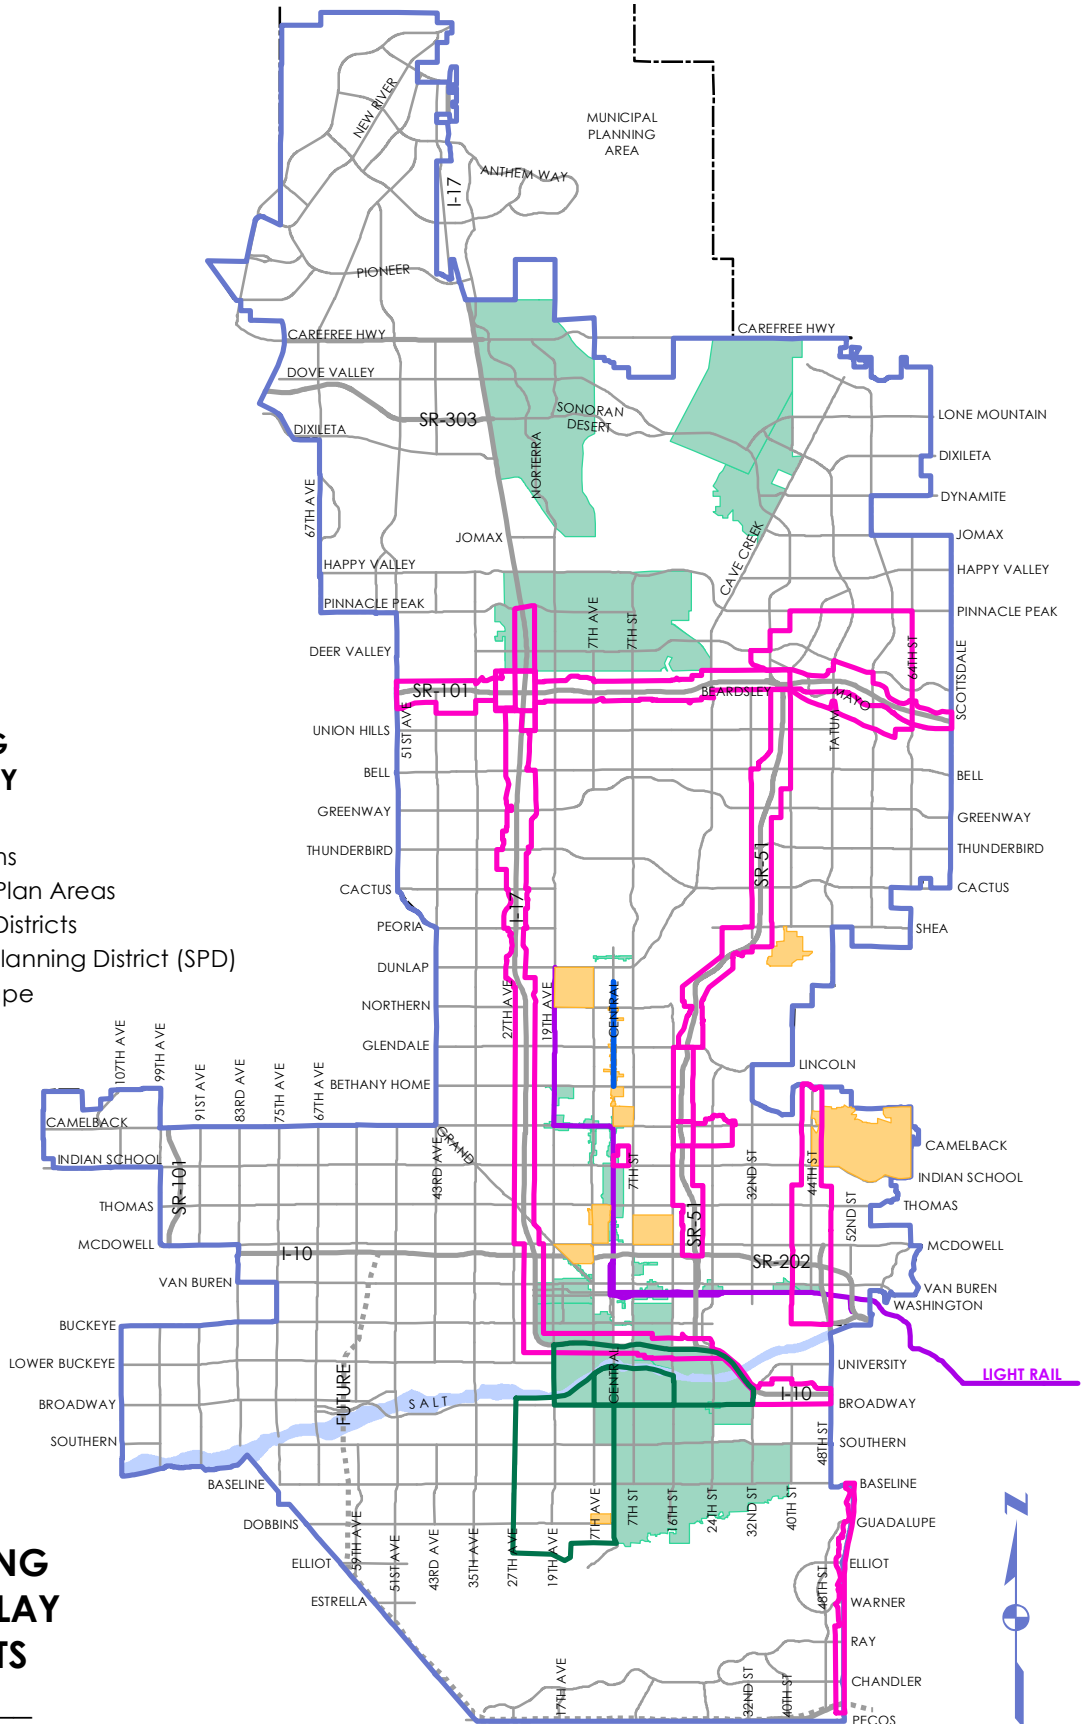 MUNICIPAL
PLANNING
AREA
NEW RIVER
ANTHEM WAY
I-17
PIONEER
CAREFREE HWY
CAREFREE HWY
DOVE VALLEY
SONORAN
DESERT
SR-303
LONE MOUNTAIN
DIXILETA
DIXILETA
NORTERRA
67TH AVE
DYNAMITE
CAVE CREEK
JOMAX
JOMAX
HAPPY VALLEY
HAPPY VALLEY
PINNACLE PEAK
PINNACLE PEAK
7TH AVE
7TH ST
DEER VALLEY
64TH ST
SCOTTSDALE
SR-101
BEARDSLEY
MAYO
51ST AVE
TATUM
UNION HILLS
G
Y
BELL
BELL
GREENWAY
GREENWAY
THUNDERBIRD
THUNDERBIRD
ns
SR-51
CACTUS
CACTUS
Plan Areas
I-17
PEORIA
SHEA
Districts
DUNLAP
lanning District (SPD)
pe
NORTHERN
27TH AVE
19TH AVE
CENTRAL
GLENDALE
107TH AVE
99TH AVE
91ST AVE
83RD AVE
75TH AVE
67TH AVE
BETHANY HOME
LINCOLN
CAMELBACK
GRAND
CAMELBACK
INDIAN SCHOOL
SR-101
43RD AVE
7TH ST
32ND ST
44TH ST
INDIAN SCHOOL
THOMAS
52ND ST
THOMAS
SR-51
MCDOWELL
MCDOWELL
I-10
SR-202
VAN BUREN
VAN BUREN
WASHINGTON
BUCKEYE
LOWER BUCKEYE
UNIVERSITY
LIGHT RAIL
CENTRAL
FUTURE
BROADWAY
SALT
I-10
BROADWAY
SOUTHERN
48TH ST
SOUTHERN
BASELINE
BASELINE
7TH AVE
7TH ST
16TH ST
24TH ST
32ND ST
40TH ST
DOBBINS
GUADALUPE
59TH AVE
51ST AVE
43RD AVE
35TH AVE
27TH AVE
19TH AVE
ELLIOT
ELLIOT
NG
ESTRELLA
48TH ST
WARNER
LAY
TS
RAY
17TH AVE
32ND ST
40TH ST
CHANDLER
PECOS
N